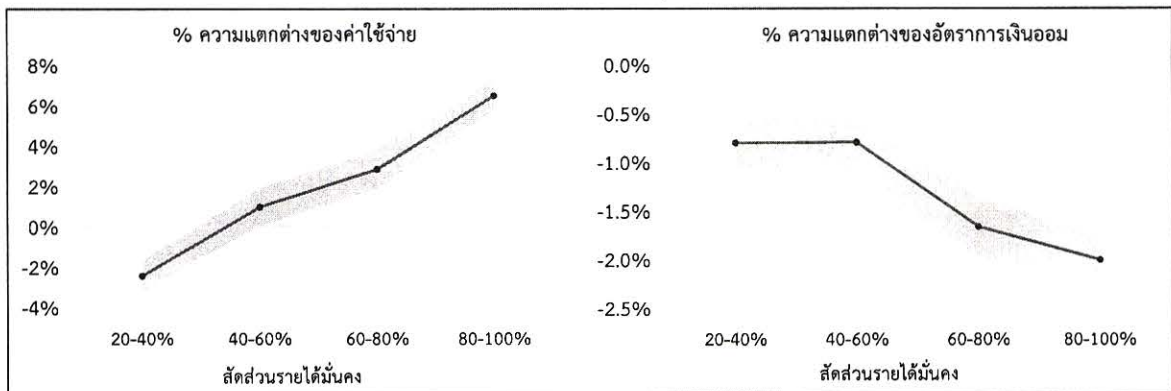 % ความแตกต่างของค่าใช้จ่าย
8%
6%
4%
2%
0%
-2%
-4%
20-40% 40-60% 60-80% 80-100%
สัดส่วนรายได้มั่นคง
% ความแตกต่างของอัตราการเงินออม
0.0%
-0.5%
-1.0%
-1.5%
-2.0%
-2.5%
20-40% 40-60% 60-80% 80-100%
สัดส่วนรายได้มั่นคง